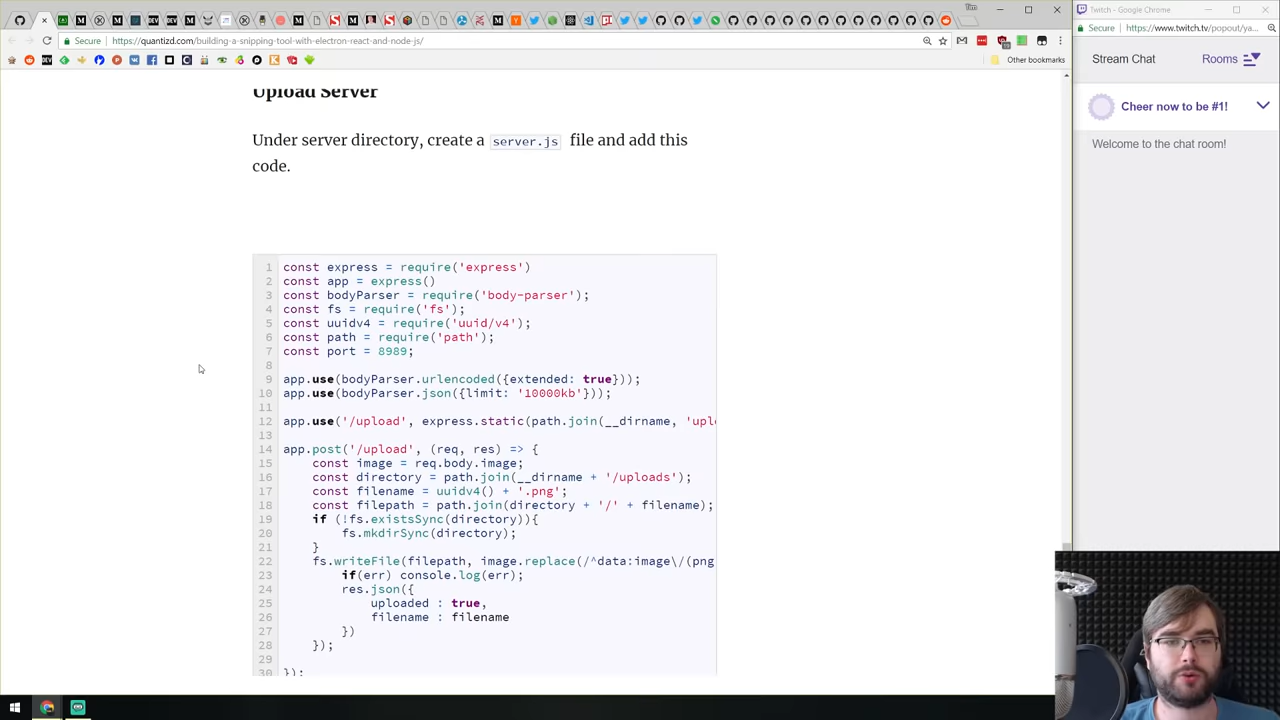 Tim
Secure
https://quantizd.com/building-a-snipping-tool-with-electron-react-and-node-js/
Other bookmarks
Upload Server
Under server directory, create a server.js file and add this
code.
1 const express = require('express')
2 const app = express()
3 const bodyParser = require('body-parser');
4 const fs = require('fs');
5 const uuidv4 = require('uuid/v4');
6 const path = require('path');
7 const port = 8989;
8
9 app.use(bodyParser.urlencoded({extended: true}));
10 app.use(bodyParser.json({limit: '10000kb'}));
11
12 app.use('/upload', express.static(path.join(__dirname, 'uplo
13
14 app.post('/upload', (req, res) => {
15 const image = req.body.image;
16 const directory = path.join(__dirname + '/uploads');
17 const filename = uuidv4() + '.png';
18 const filepath = path.join(directory + '/' + filename);
19 if (!fs.existsSync(directory)){
20 fs.mkdirSync(directory);
21 }
22 fs.writeFile(filepath, image.replace(/^data:image\/(png
23 if(err) console.log(err);
24 res.json({
25 uploaded : true,
26 filename : filename
27 })
28 });
29
30 });
Twitch - Google Chrome
Secure
https://www.twitch.tv/popout/ya...
Stream Chat
Rooms
Cheer now to be #1!
Welcome to the chat room!